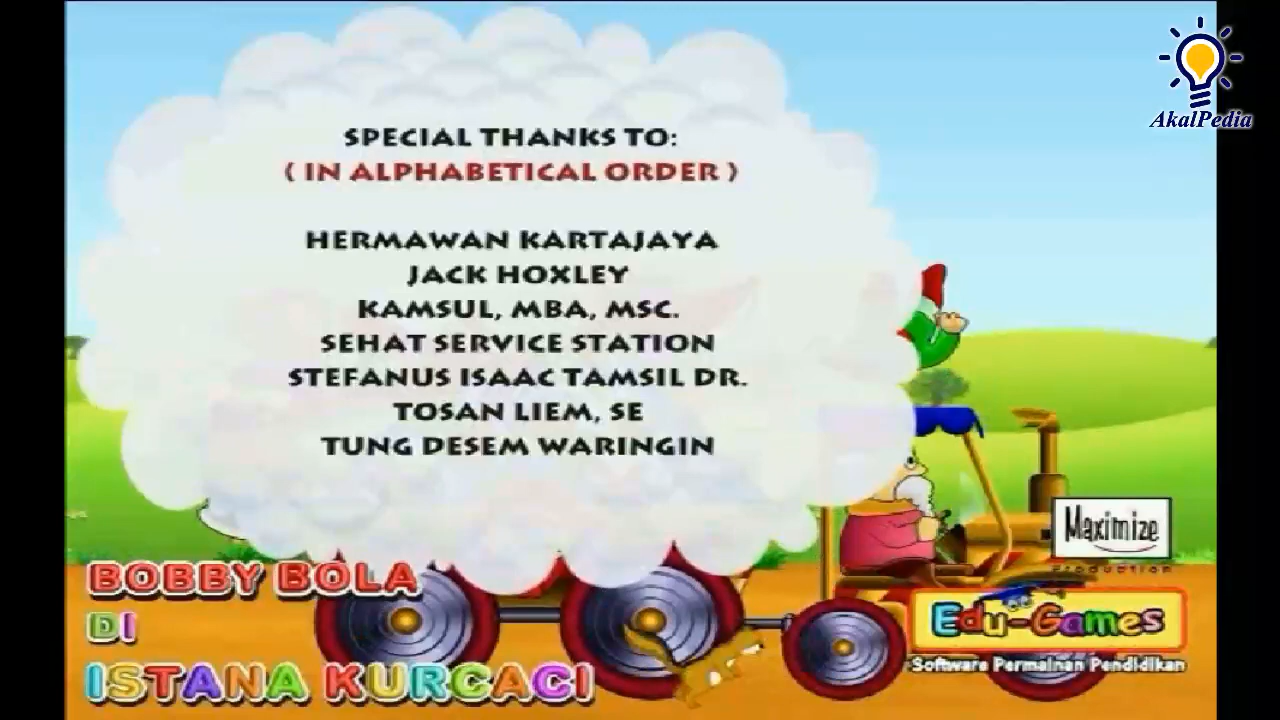 AkalPedia
SPECIAL THANKS TO:
( IN ALPHABETICAL ORDER )
HERMAWAN KARTAJAYA
JACK HOXLEY
KAMSUL, MBA, MSC.
SEHAT SERVICE STATION
STEFANUS ISAAC TAMSIL DR.
TOSAN LIEM, SE
TUNG DESEM WARINGIN
Maximize
Production
BOBBY BOLA
DI
ISTANA KURCACI
Edu-Games
Software Permainan Pendidikan